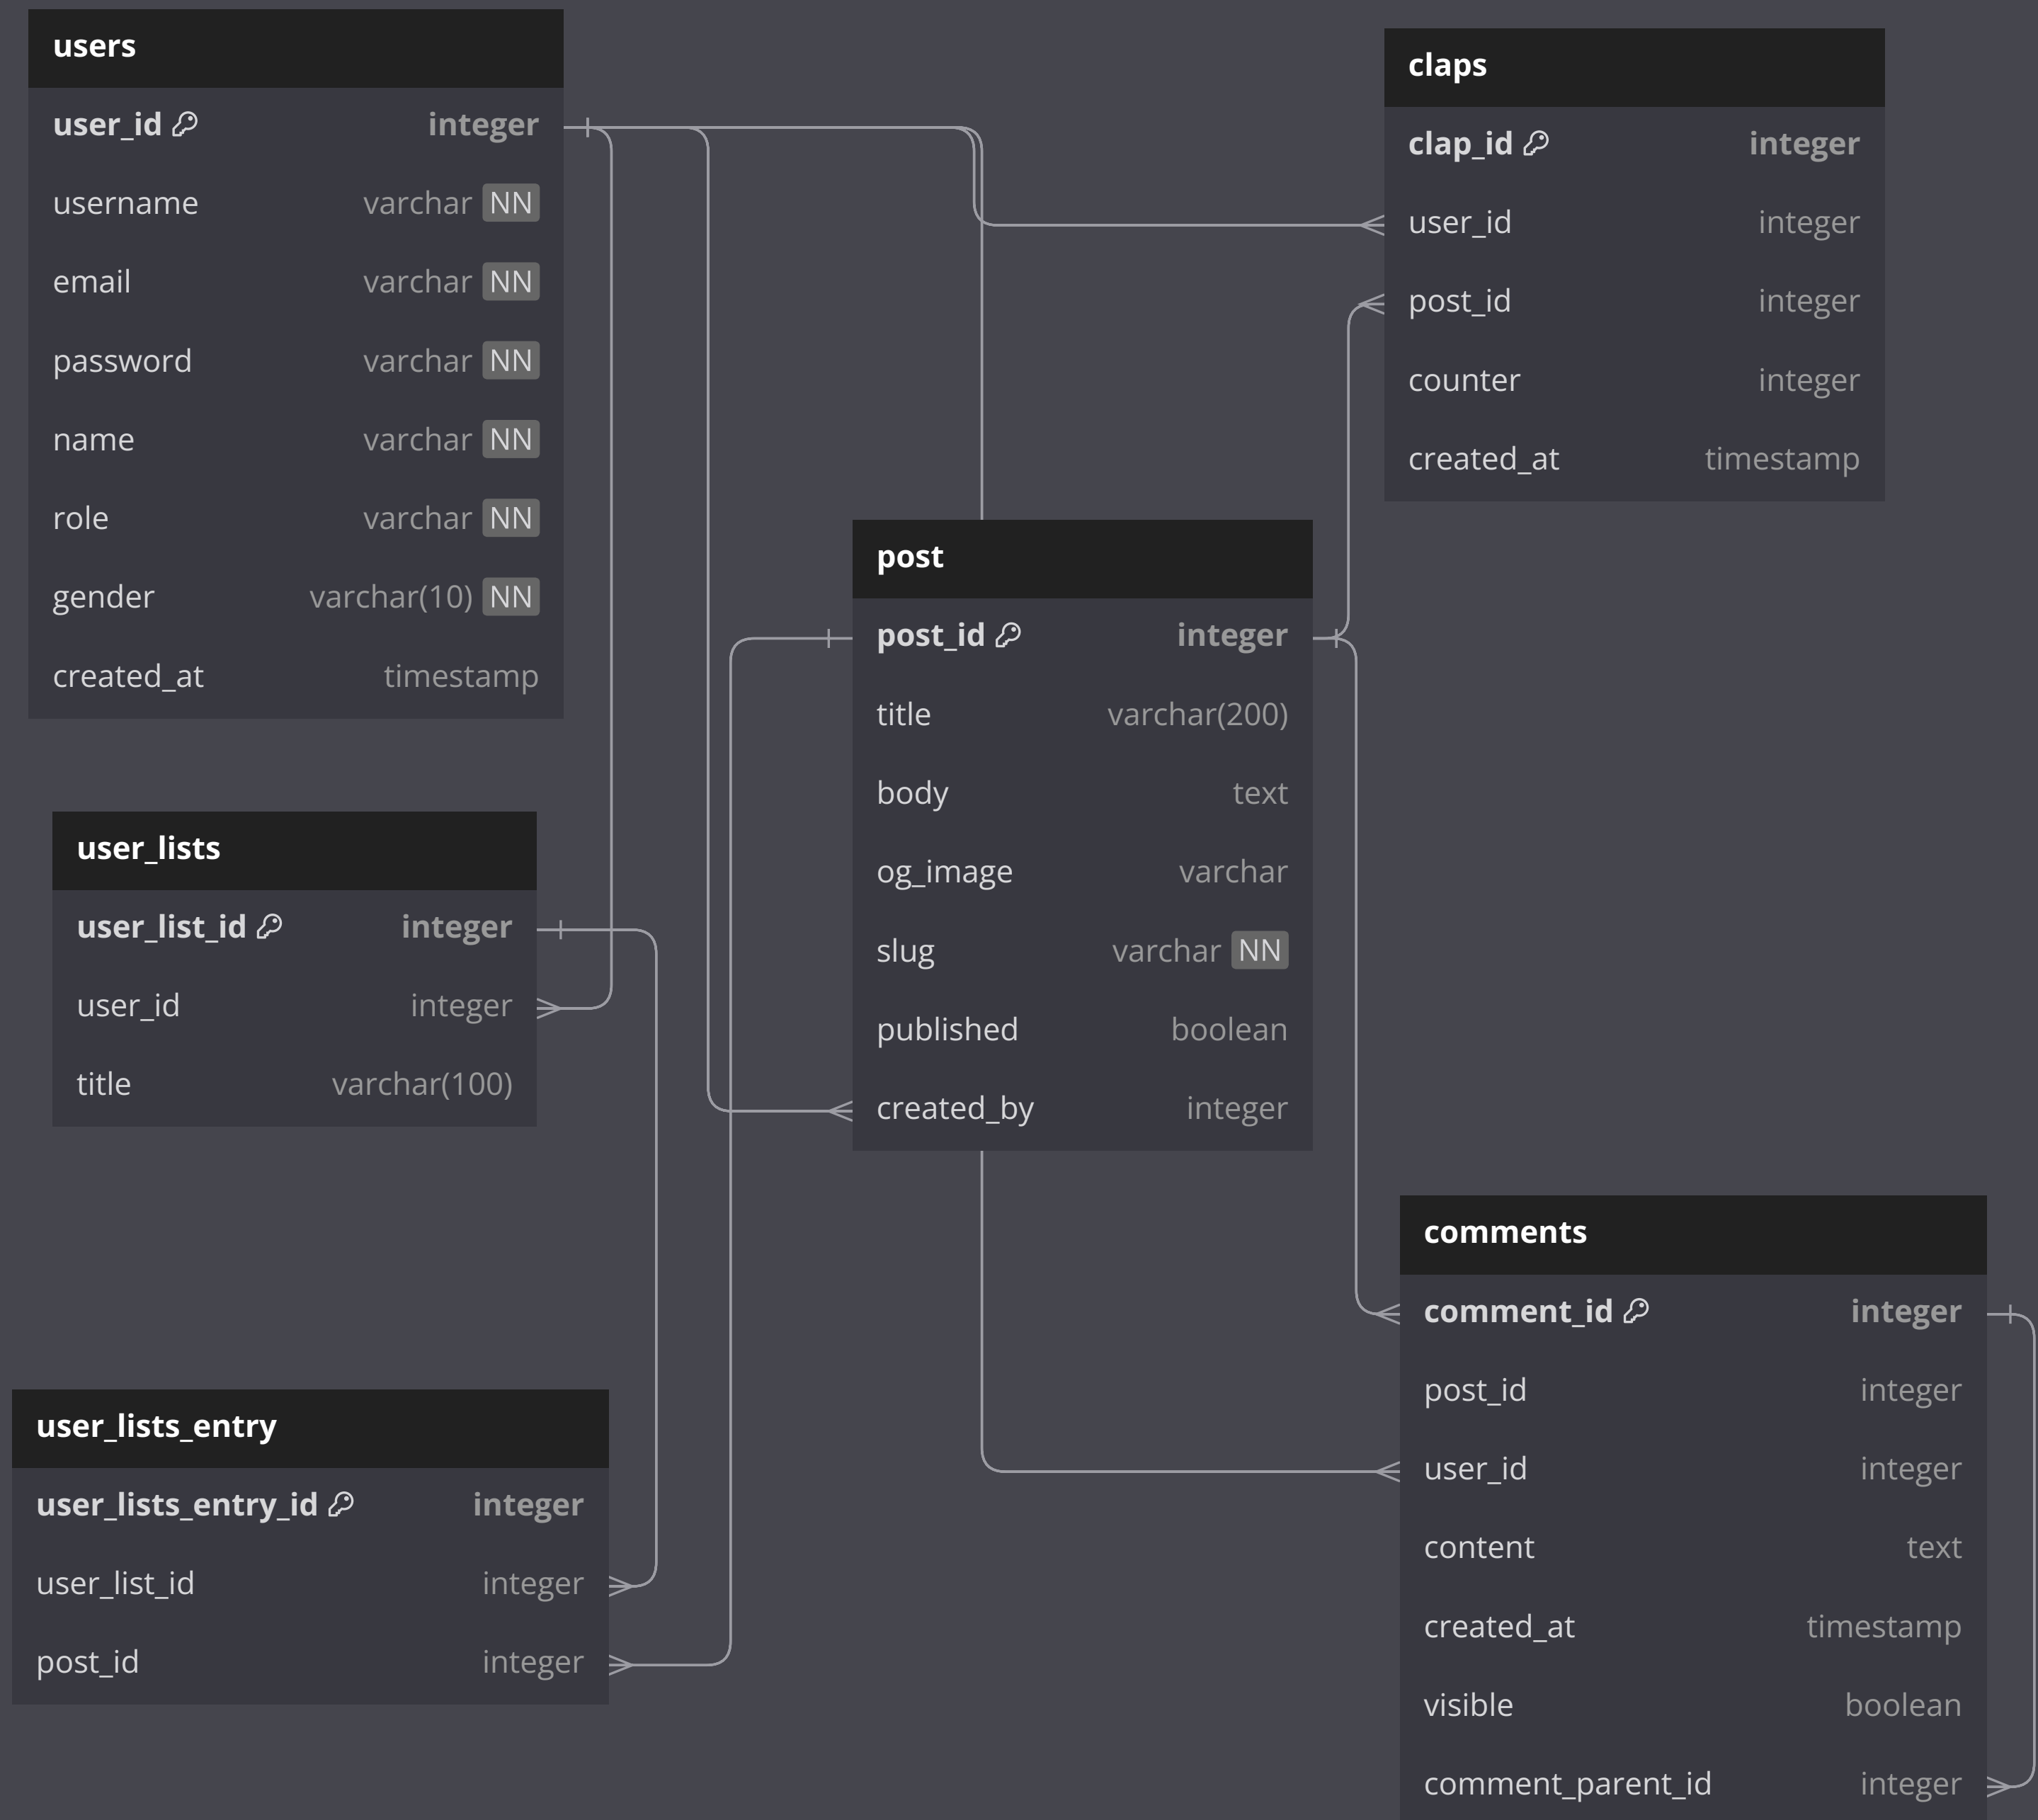 users
user_id integer
username varchar NN
email varchar NN
password varchar NN
name varchar NN
role varchar NN
gender varchar(10) NN
created_at timestamp
claps
clap_id integer
user_id integer
post_id integer
counter integer
created_at timestamp
post
post_id integer
title varchar(200)
body text
og_image varchar
slug varchar NN
published boolean
created_by integer
user_lists
user_list_id integer
user_id integer
title varchar(100)
comments
comment_id integer
post_id integer
user_id integer
content text
created_at timestamp
visible boolean
comment_parent_id integer
user_lists_entry
user_lists_entry_id integer
user_list_id integer
post_id integer